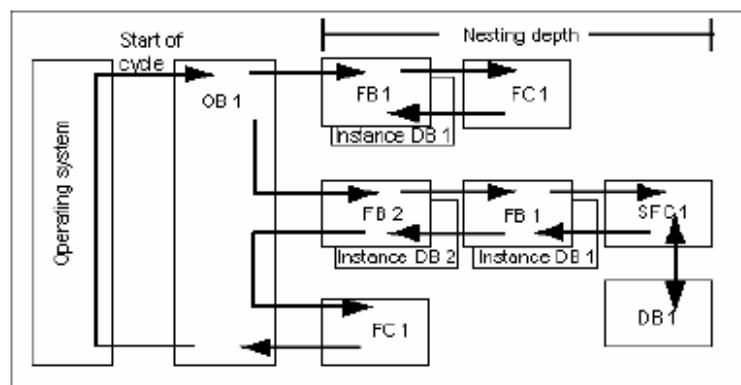 Start of
cycle
Nesting depth
Operating system
OB 1
FB 1
FC 1
Instance DB 1
FB 2
FB 1
SFC 1
Instance DB 2
Instance DB 1
FC 1
DB 1